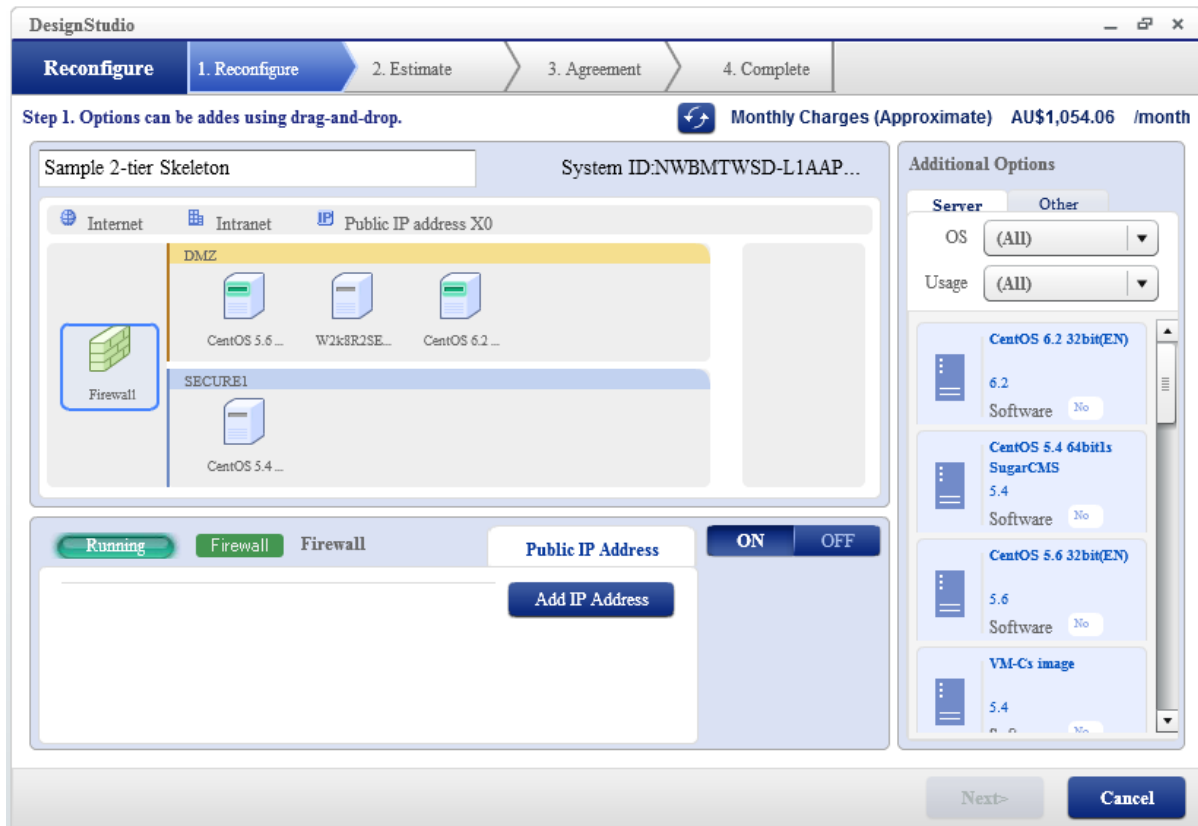 DesignStudio
Reconfigure
1. Reconfigure
2. Estimate
3. Agreement
4. Complete
Step 1. Options can be addes using drag-and-drop.
Monthly Charges (Approximate) AU$1,054.06 /month
Sample 2-tier Skeleton
System ID:NWBMTWSD-L1AAP...
Internet
Intranet
IP
Public IP address X0
DMZ
CentOS 5.6 ...
W2k8R2SE...
CentOS 6.2 ...
Firewall
SECURE1
CentOS 5.4 ...
Running
Firewall
Firewall
Public IP Address
ON
OFF
Add IP Address
Additional Options
Server
Other
OS
(All)
Usage
(All)
CentOS 6.2 32bit(EN)
6.2
Software No
CentOS 5.4 64bit1s
SugarCMS
5.4
Software No
CentOS 5.6 32bit(EN)
5.6
Software No
VM-Cs image
5.4
Next>
Cancel